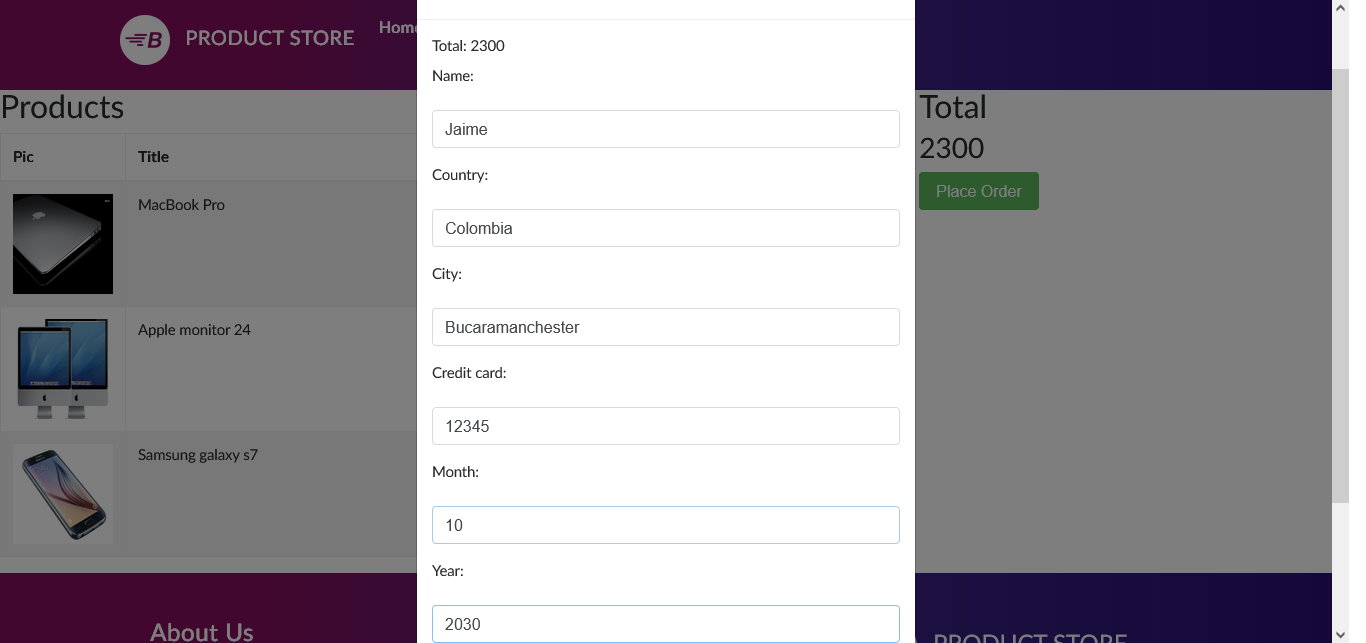 B PRODUCT STORE Home
Products
Pic Title
MacBook Pro
Apple monitor 24
Samsung galaxy s7
About Us
Total: 2300
Name:
Jaime
Country:
Colombia
City:
Bucaramanchester
Credit card:
12345
Month:
10
Year:
2030
Total
2300
Place Order
PRODUCT STORE